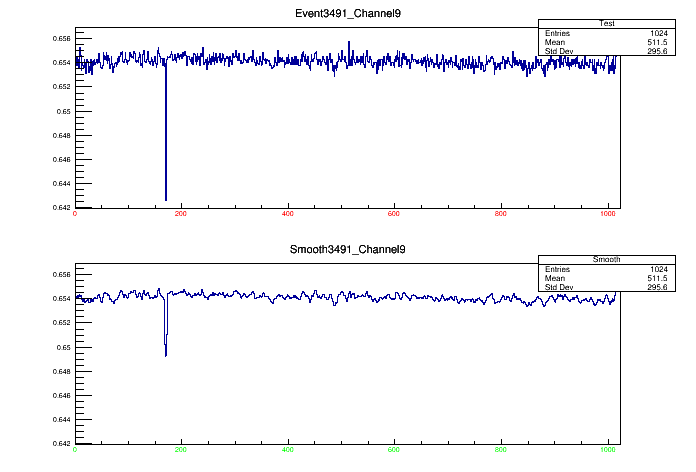 Event3491_Channel9
Test
Entries 1024
Mean 511.5
Std Dev 295.6
0.656
0.654
0.652
0.65
0.648
0.646
0.644
0.642
0 200 400 600 800 1000
Smooth3491_Channel9
Smooth
Entries 1024
Mean 511.5
Std Dev 295.6
0.656
0.654
0.652
0.65
0.648
0.646
0.644
0.642
0 200 400 600 800 1000